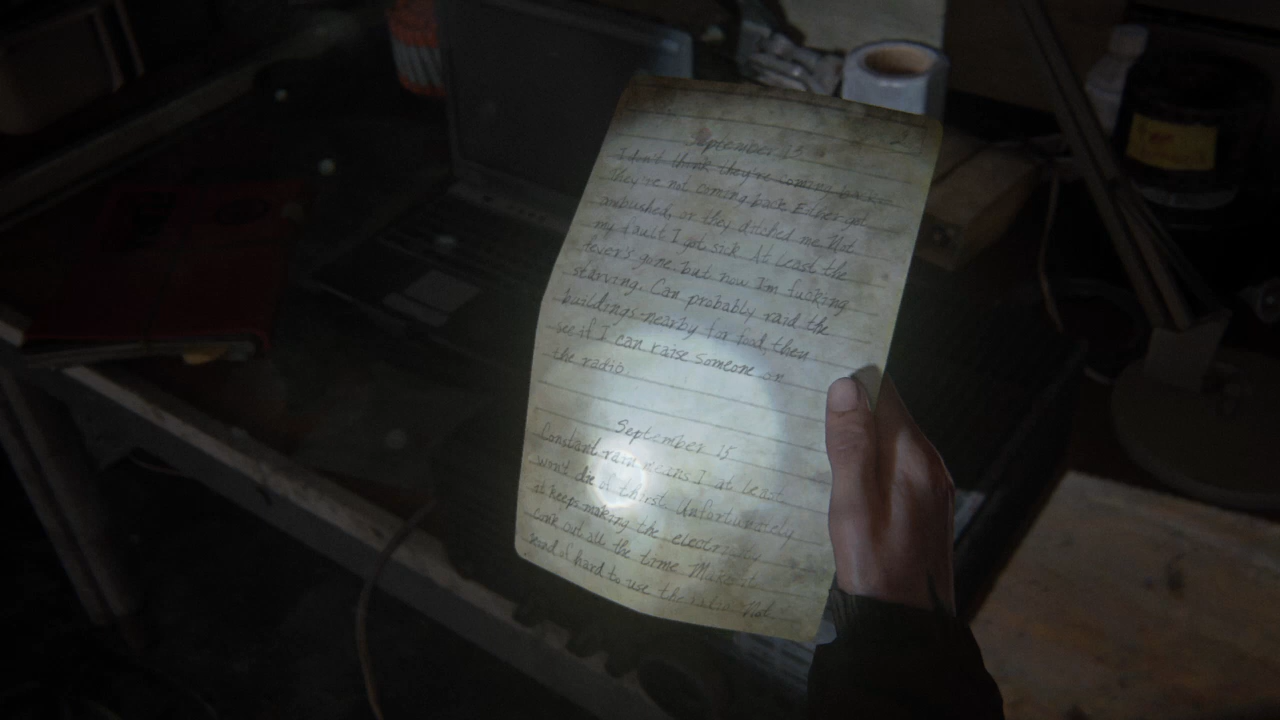 2
September 15
I don't think they're coming back.
They're not coming back. Either got
ambushed, or they ditched me. Not
my fault I got sick. At least the
fever's gone, but now I'm fucking
starving. Can probably raid the
buildings nearby for food, then
see if I can raise someone on
the radio.
September 15
Constant rain means I at least
won't die of thirst. Unfortunately
it keeps making the electricity
conk out all the time. Makes it
kind of hard to use the radio. Not